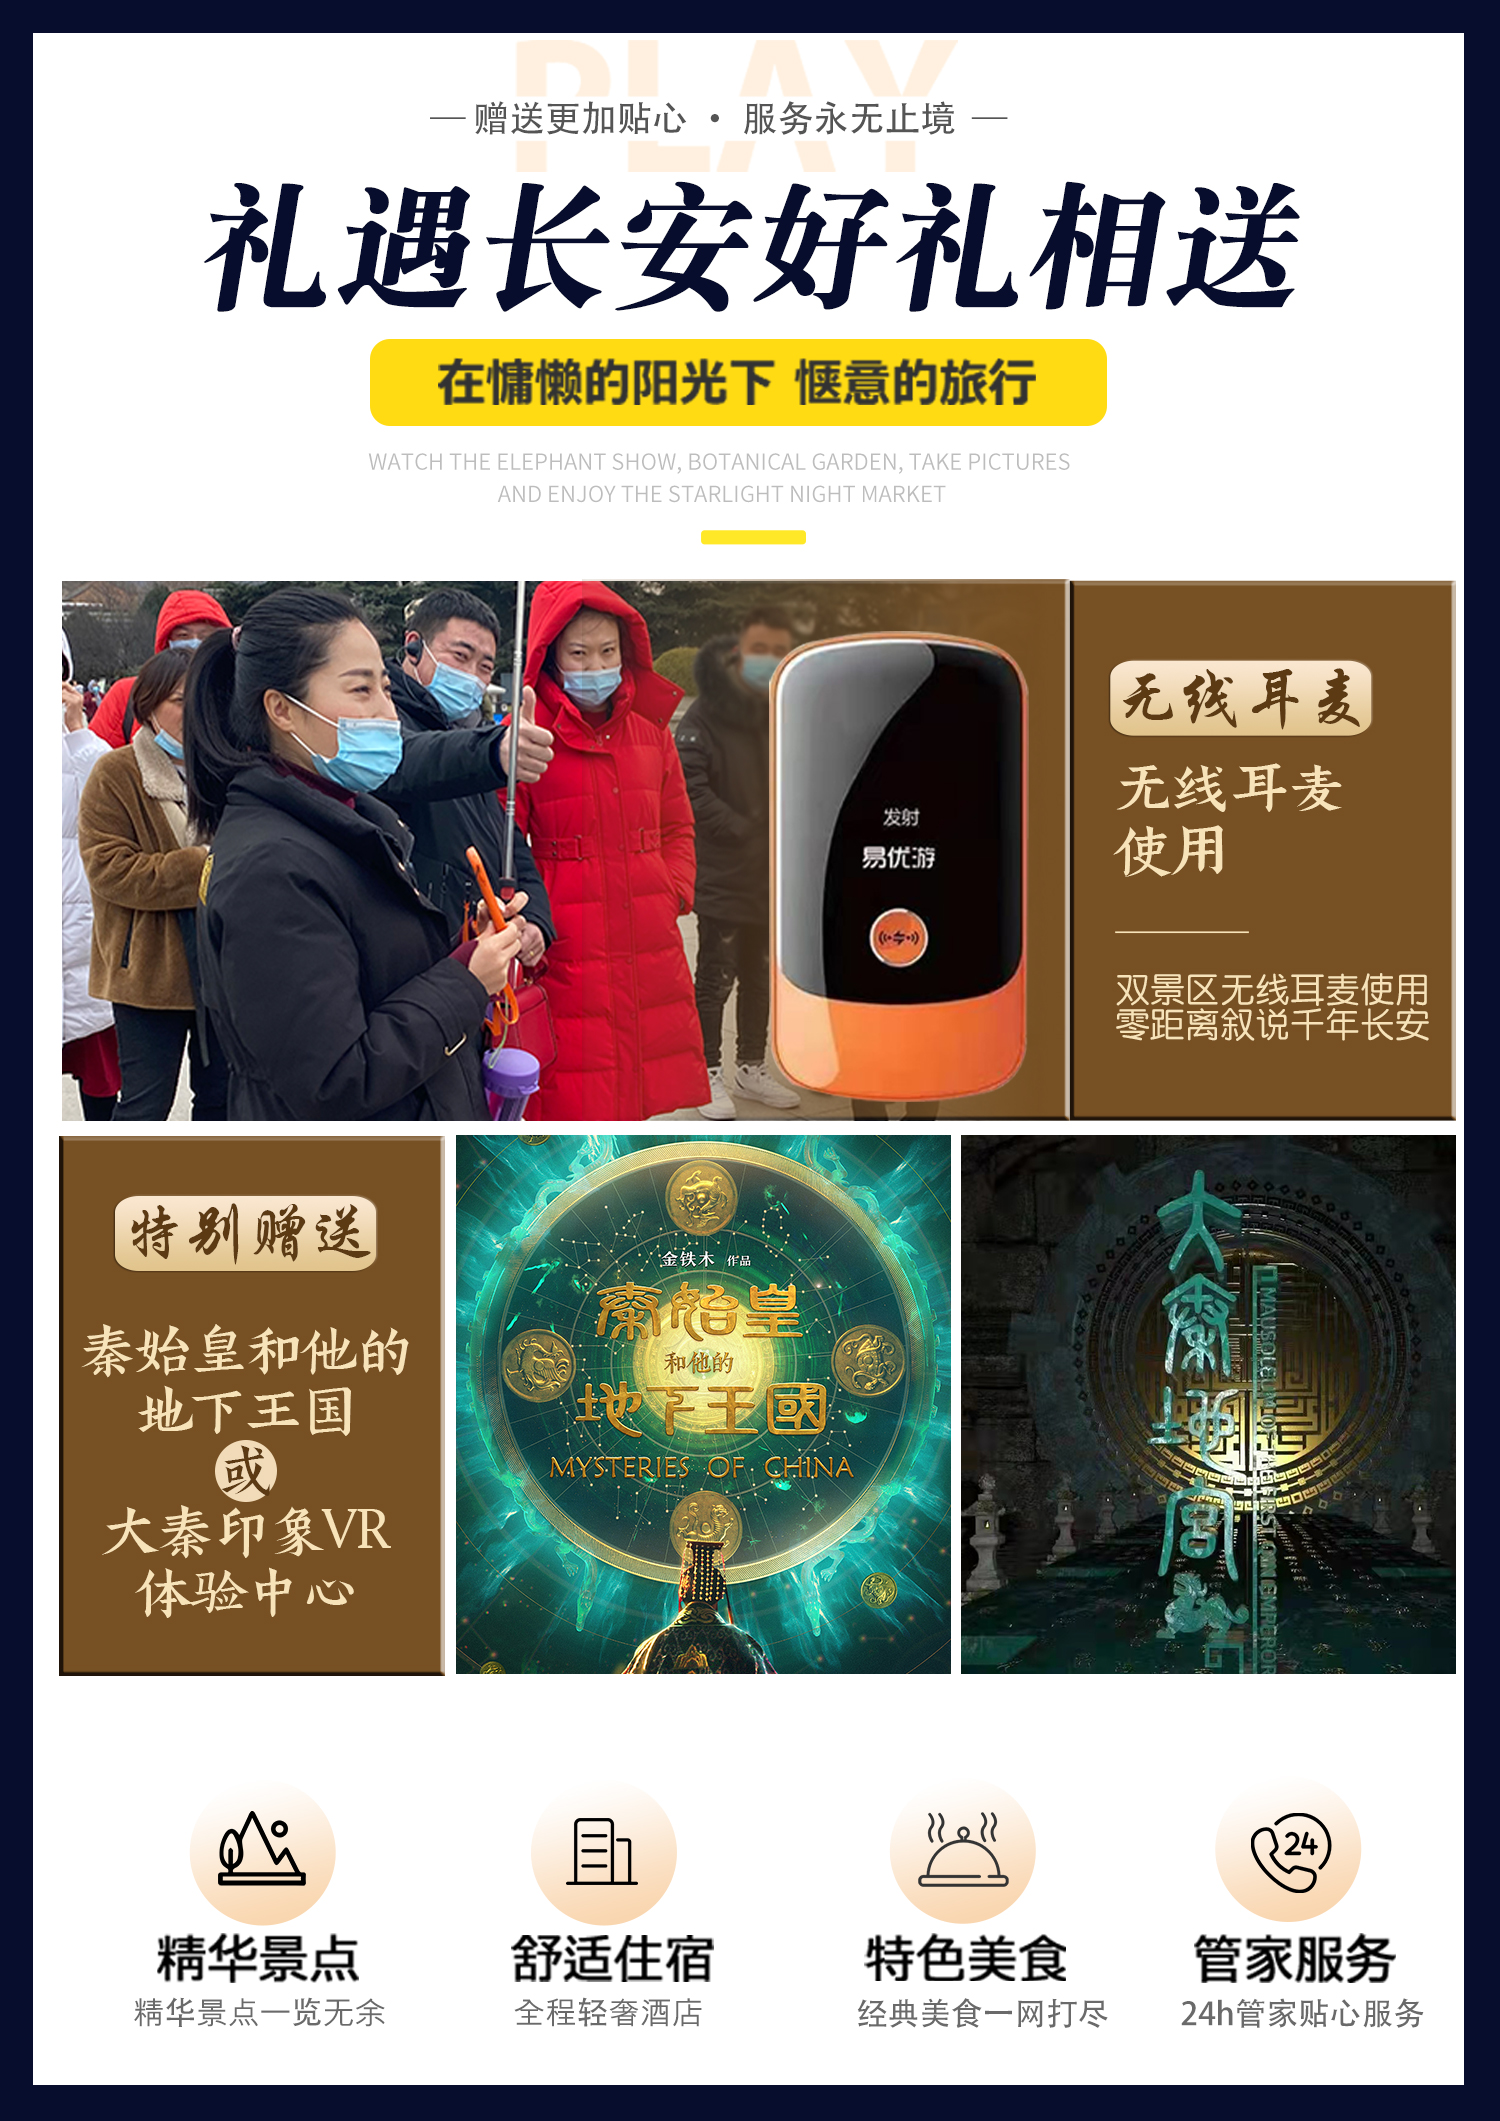 PLAY
赠送更加贴心 · 服务永无止境
礼遇长安好礼相送
在慵懒的阳光下 惬意的旅行
WATCH THE ELEPHANT SHOW, BOTANICAL GARDEN, TAKE PICTURES
AND ENJOY THE STARLIGHT NIGHT MARKET
发射
易优游
无线耳麦
无线耳麦
使用
双景区无线耳麦使用
零距离叙说千年长安
特别赠送
秦始皇和他的
地下王国
或
大秦印象VR
体验中心
金铁木 作品
秦始皇
和他的
地下王國
MYSTERIES OF CHINA
大秦地宫
MAUSOLEUM OF THE FIRST QIN EMPEROR
24
精华景点
精华景点一览无余
舒适住宿
全程轻奢酒店
特色美食
经典美食一网打尽
管家服务
24h管家贴心服务